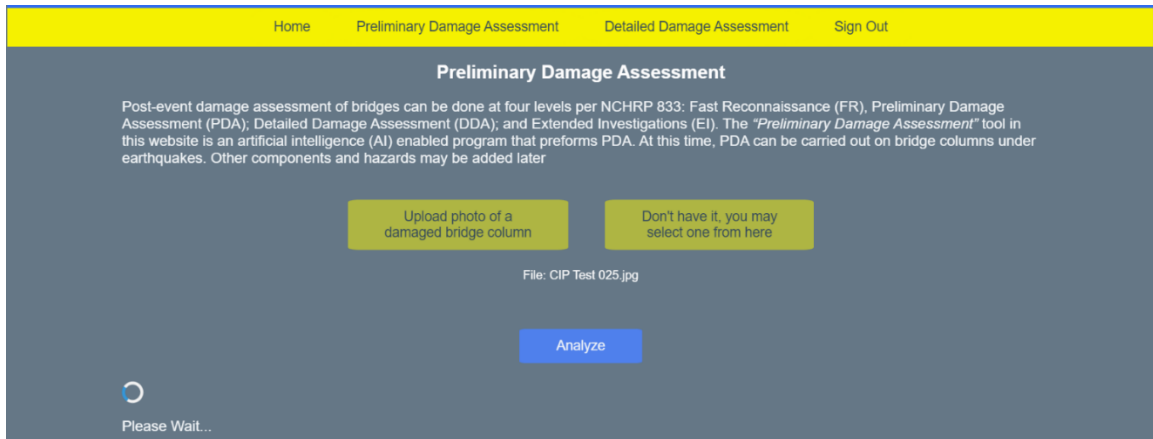 Home Preliminary Damage Assessment Detailed Damage Assessment Sign Out
Preliminary Damage Assessment
Post-event damage assessment of bridges can be done at four levels per NCHRP 833: Fast Reconnaissance (FR), Preliminary Damage
Assessment (PDA); Detailed Damage Assessment (DDA); and Extended Investigations (EI). The "Preliminary Damage Assessment" tool in
this website is an artificial intelligence (AI) enabled program that preforms PDA. At this time, PDA can be carried out on bridge columns under
earthquakes. Other components and hazards may be added later
Upload photo of a
damaged bridge column
Don't have it, you may
select one from here
File: CIP Test 025.jpg
Analyze
Please Wait...